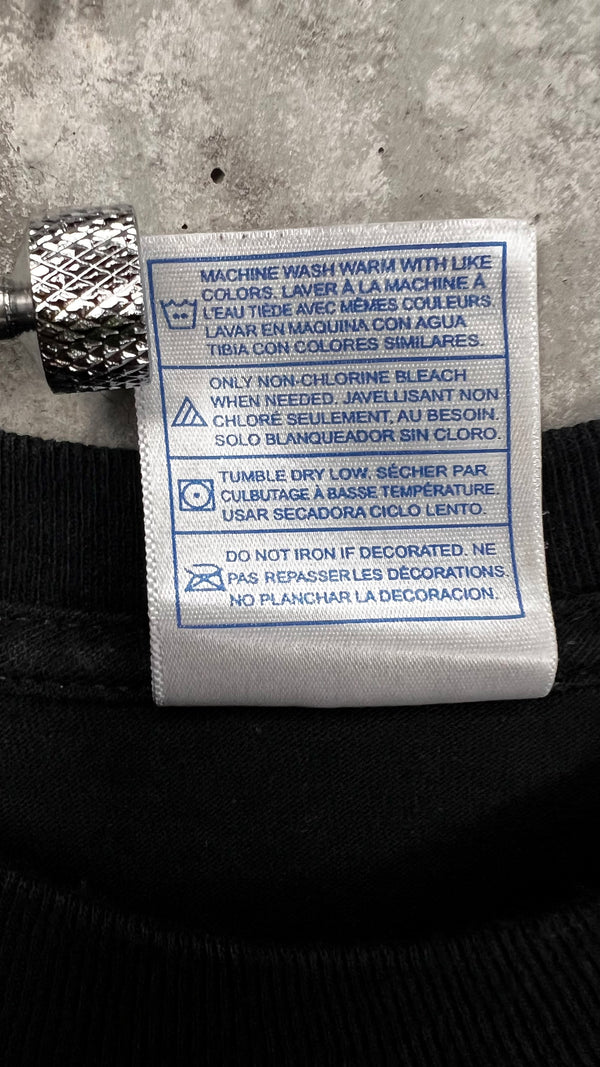 MACHINE WASH WARM WITH LIKE
COLORS. LAVER À LA MACHINE À
L'EAU TIEDE AVEC MÊMES COULEURS.
LAVAR EN MAQUINA CON AGUA
TIBIA CON COLORES SIMILARES.
ONLY NON-CHLORINE BLEACH
WHEN NEEDED. JAVELLISANT NON
CHLORÉ SEULEMENT, AU BESOIN.
SOLO BLANQUEADOR SIN CLORO.
TUMBLE DRY LOW. SÉCHER PAR
CULBUTAGE À BASSE TEMPÉRATURE.
USAR SECADORA CICLO LENTO.
DO NOT IRON IF DECORATED. NE
PAS REPASSER LES DÉCORATIONS.
NO PLANCHAR LA DECORACION.